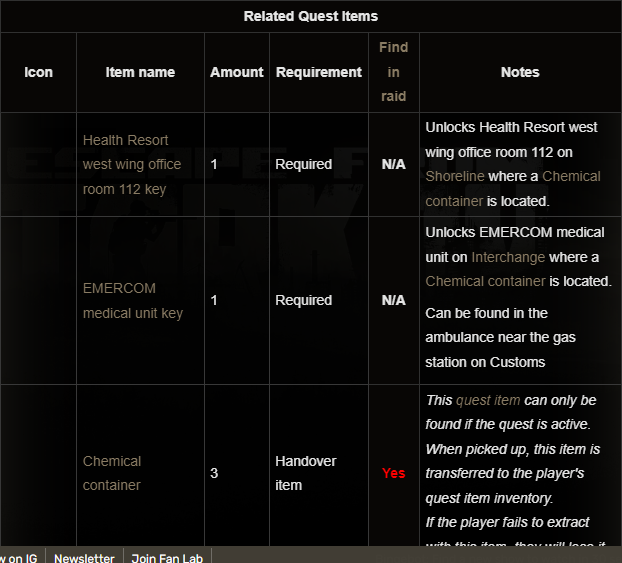 Related Quest Items
Icon
Item name
Amount
Requirement
Find
in
raid
Notes
Health Resort
west wing office
room 112 key
1
Required
N/A
Unlocks Health Resort west
wing office room 112 on
Shoreline where a Chemical
container is located.
EMERCOM
medical unit key
1
Required
N/A
Unlocks EMERCOM medical
unit on Interchange where a
Chemical container is located.
Can be found in the
ambulance near the gas
station on Customs
Chemical
container
3
Handover
item
Yes
This quest item can only be
found if the quest is active.
When picked up, this item is
transferred to the player's
quest item inventory.
If the player fails to extract
with this item, they will lose it
w on IG
Newsletter
Join Fan Lab